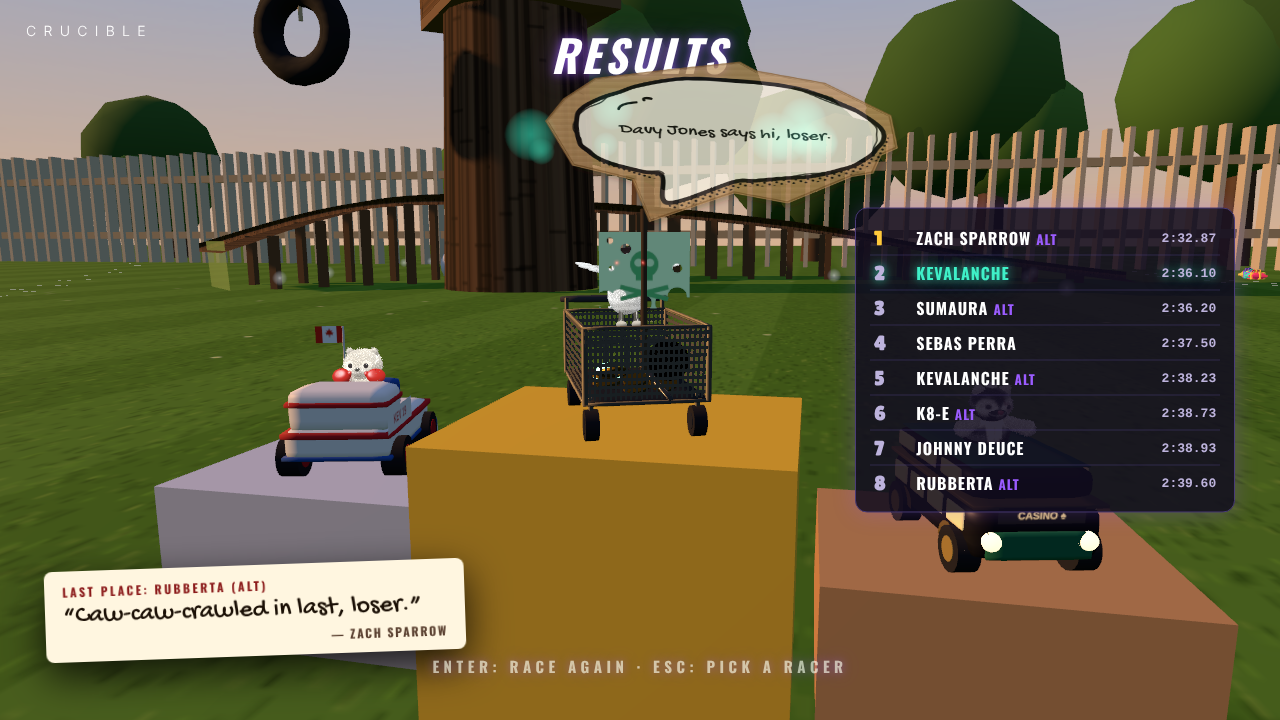 CRUCIBLE
RESULTS
Davy Jones says hi, loser.
1 ZACH SPARROW ALT 2:32.87
2 KEVALANCHE 2:36.10
3 SUMAURA ALT 2:36.20
4 SEBAS PERRA 2:37.50
5 KEVALANCHE ALT 2:38.23
6 K8-E ALT 2:38.73
7 JOHNNY DEUCE 2:38.93
8 RUBBERTA ALT 2:39.60
CASINO ♠
LAST PLACE: RUBBERTA (ALT)
“Caw-caw-crawled in last, loser.”
— ZACH SPARROW
ENTER: RACE AGAIN · ESC: PICK A RACER